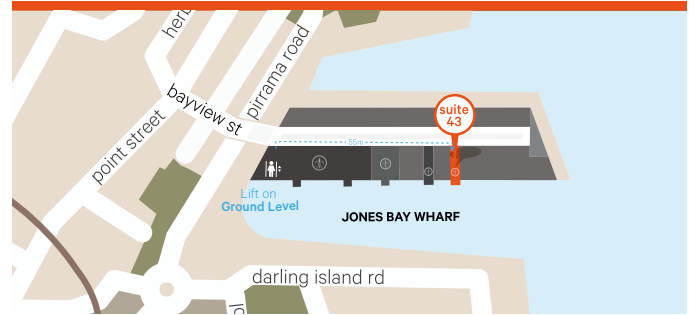 herb
pirrama road
bayview st
point street
suite
43
55m
Lift on
Ground Level
JONES BAY WHARF
darling island rd